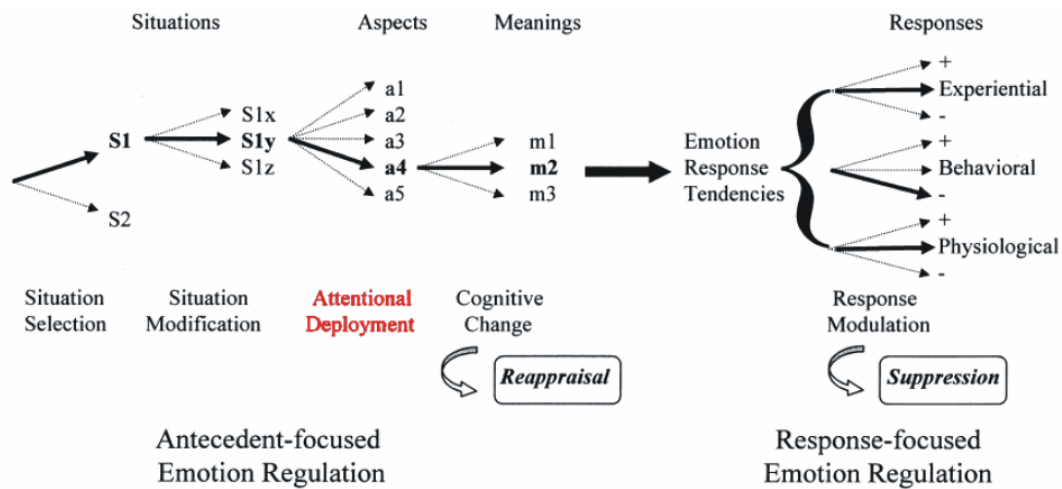 Situations
Aspects
Meanings
Responses
S1
S2
S1x
S1y
S1z
a1
a2
a3
a4
a5
m1
m2
m3
Emotion
Response
Tendencies
+
Experiential
-
+
Behavioral
-
+
Physiological
-
Situation
Selection
Situation
Modification
Attentional
Deployment
Cognitive
Change
Response
Modulation
Reappraisal
Suppression
Antecedent-focused
Emotion Regulation
Response-focused
Emotion Regulation